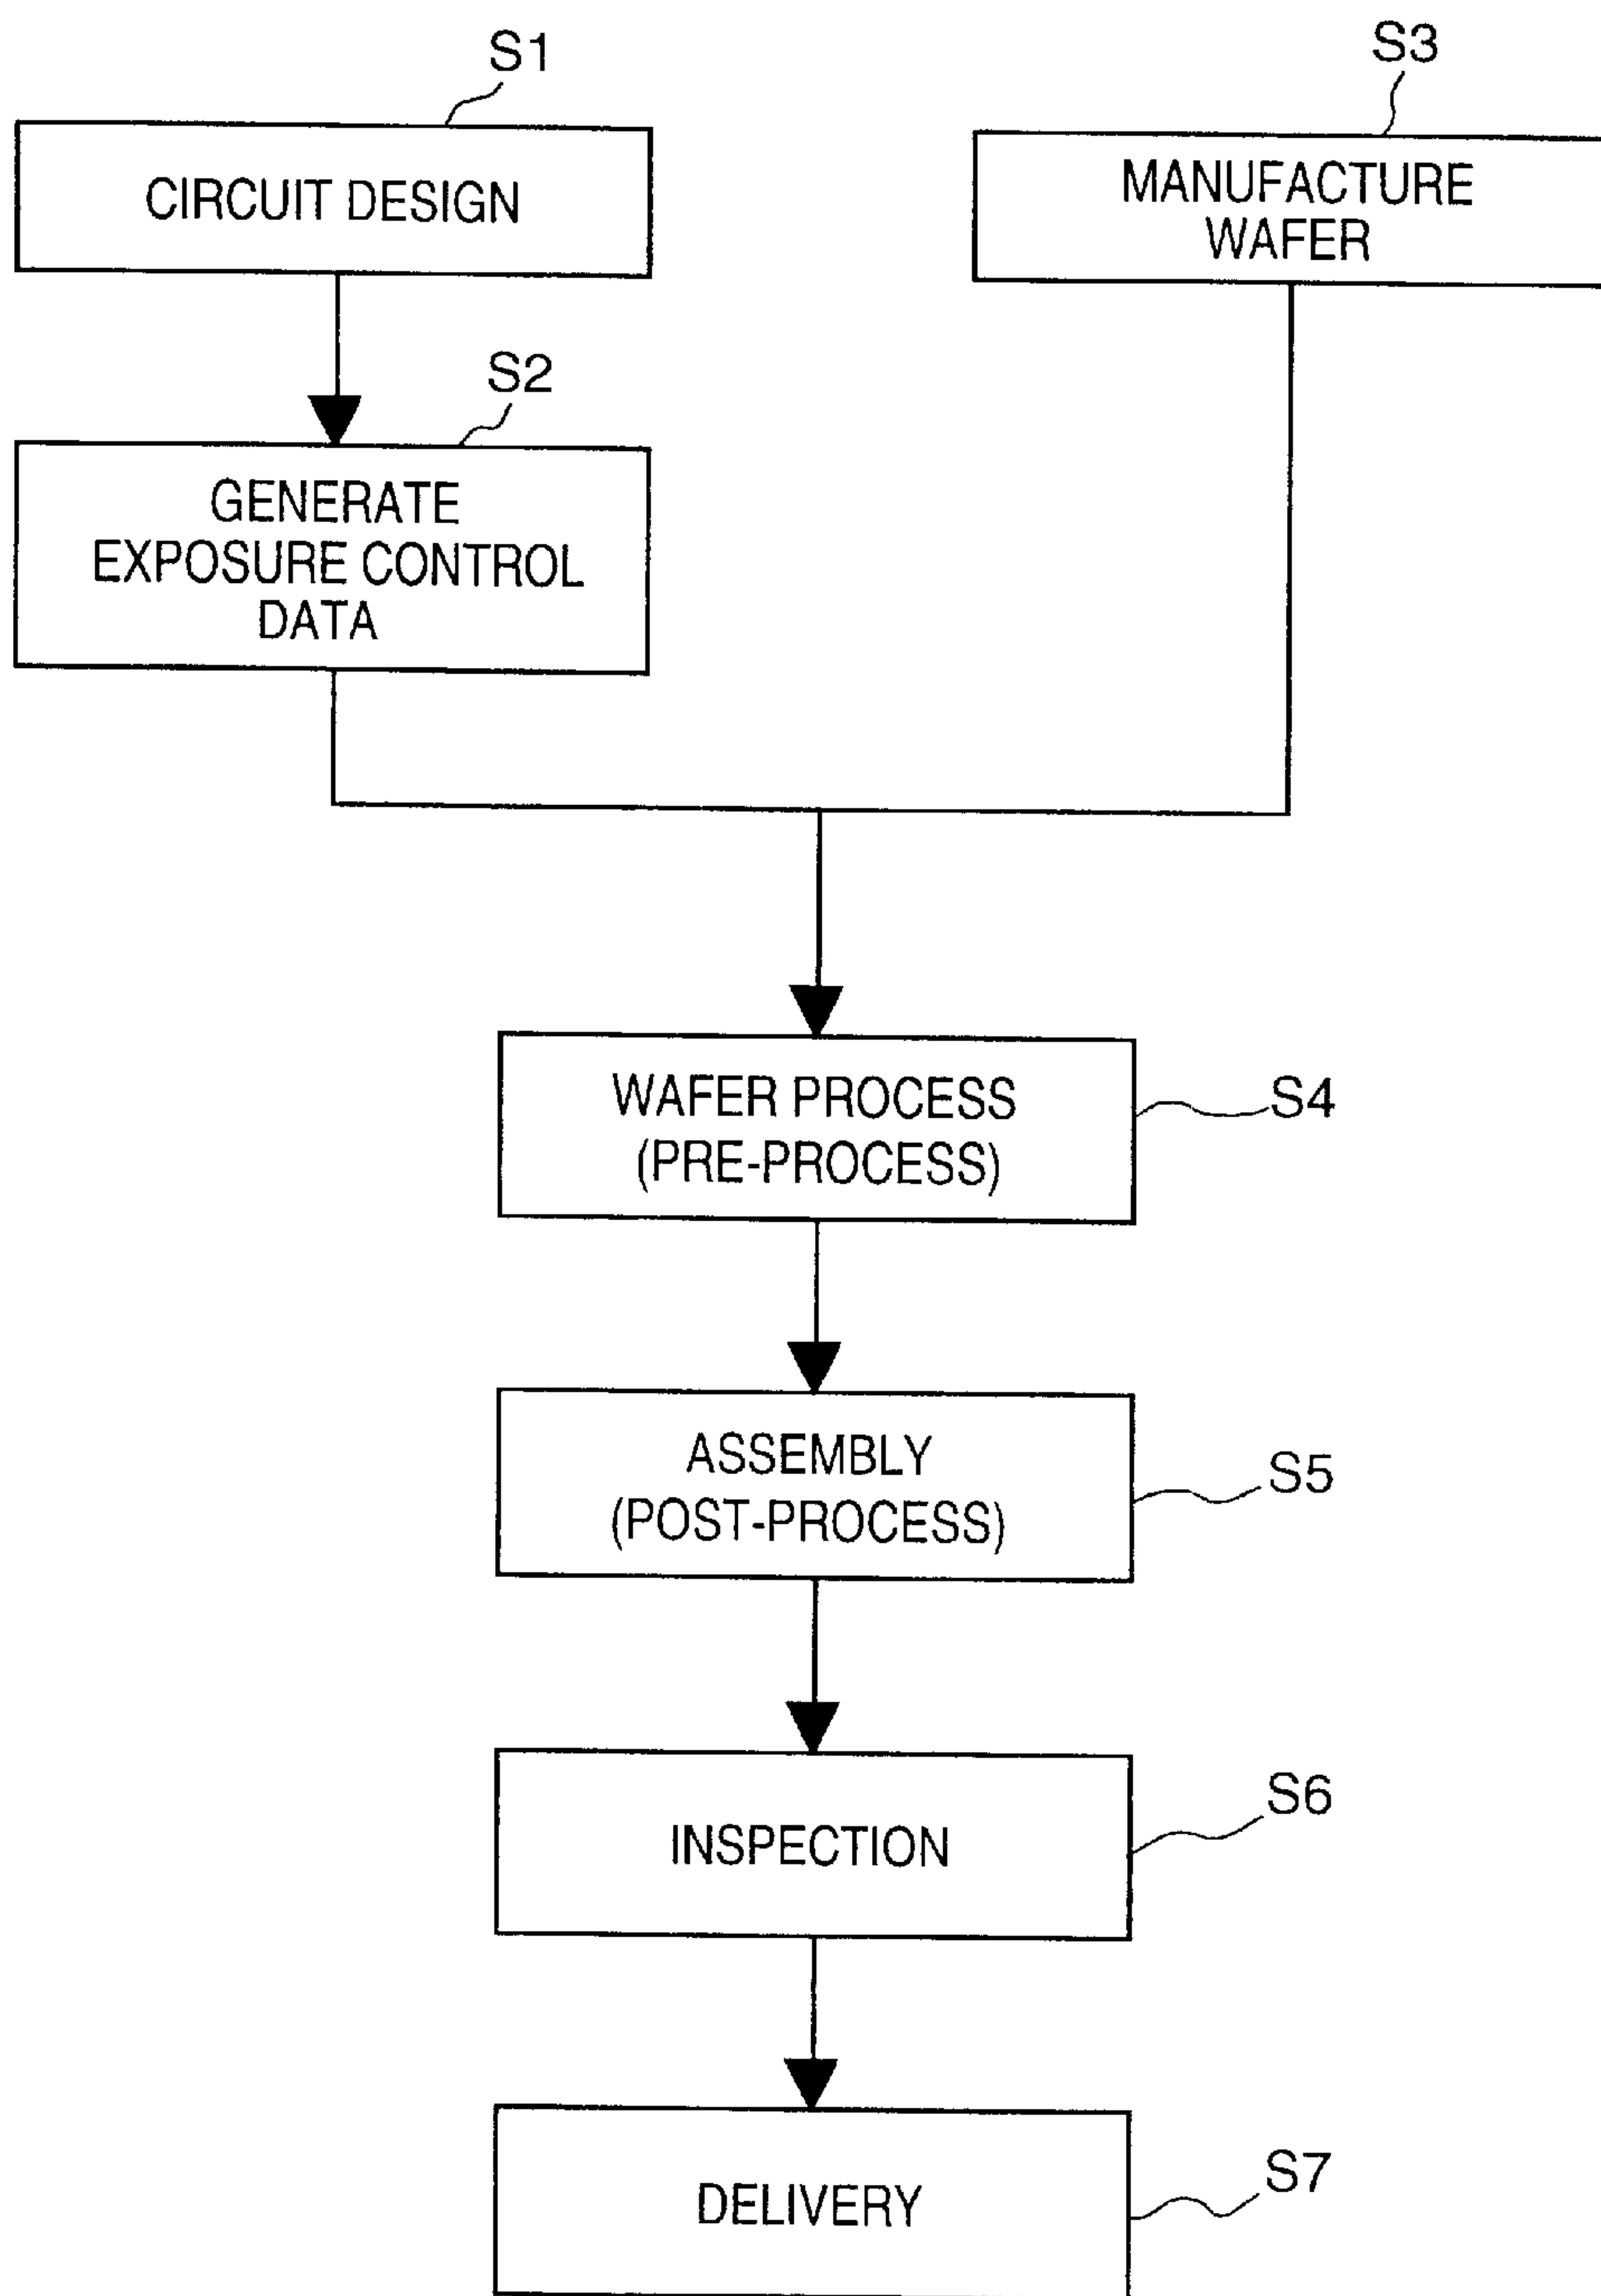 S1
CIRCUIT DESIGN
S3
MANUFACTURE
WAFER
S2
GENERATE
EXPOSURE CONTROL
DATA
WAFER PROCESS
(PRE-PROCESS)
S4
ASSEMBLY
(POST-PROCESS)
S5
INSPECTION
S6
DELIVERY
S7